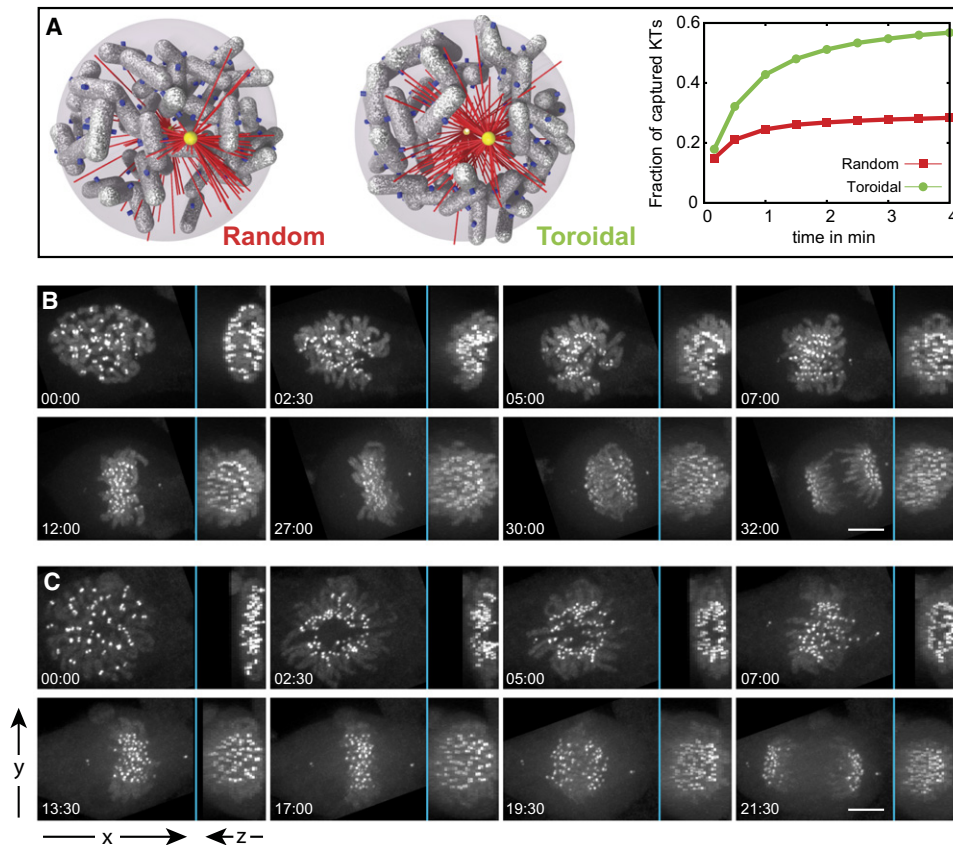 A
Random
Toroidal
Fraction of captured KTs
0.6
0.4
0.2
0
Random
Toroidal
0 1 2 3 4
time in min
B
00:00
02:30
05:00
07:00
12:00
27:00
30:00
32:00
C
00:00
02:30
05:00
07:00
13:30
17:00
19:30
21:30
y
x
z